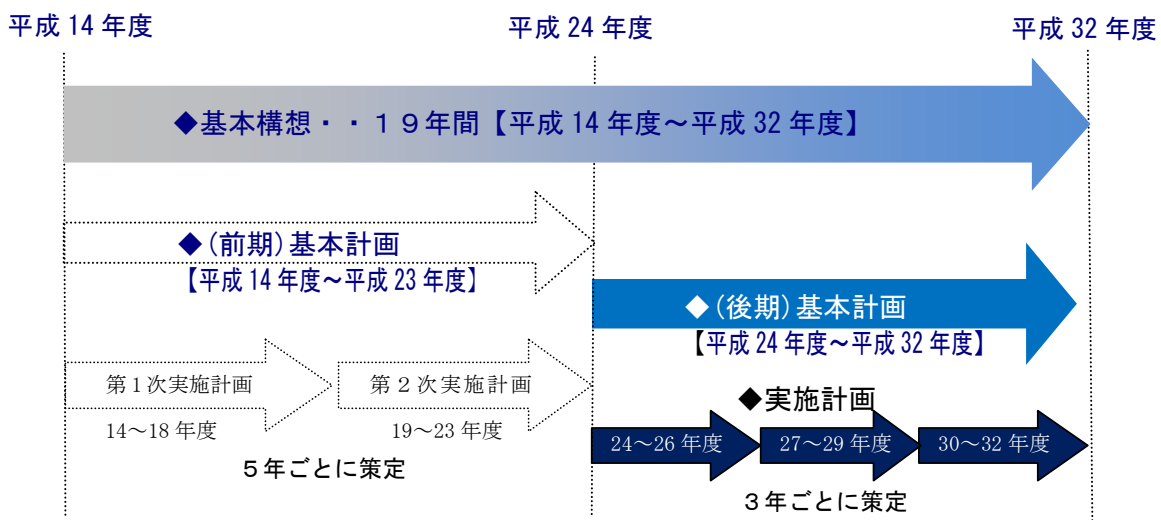 平成 14 年度
平成 24 年度
平成 32 年度
◆基本構想・・１９年間【平成 14 年度～平成 32 年度】
◆(前期)基本計画
【平成 14 年度～平成 23 年度】
◆(後期)基本計画
【平成 24 年度～平成 32 年度】
第１次実施計画
14～18 年度
第２次実施計画
19～23 年度
５年ごとに策定
◆実施計画
24～26 年度
27～29 年度
30～32 年度
３年ごとに策定